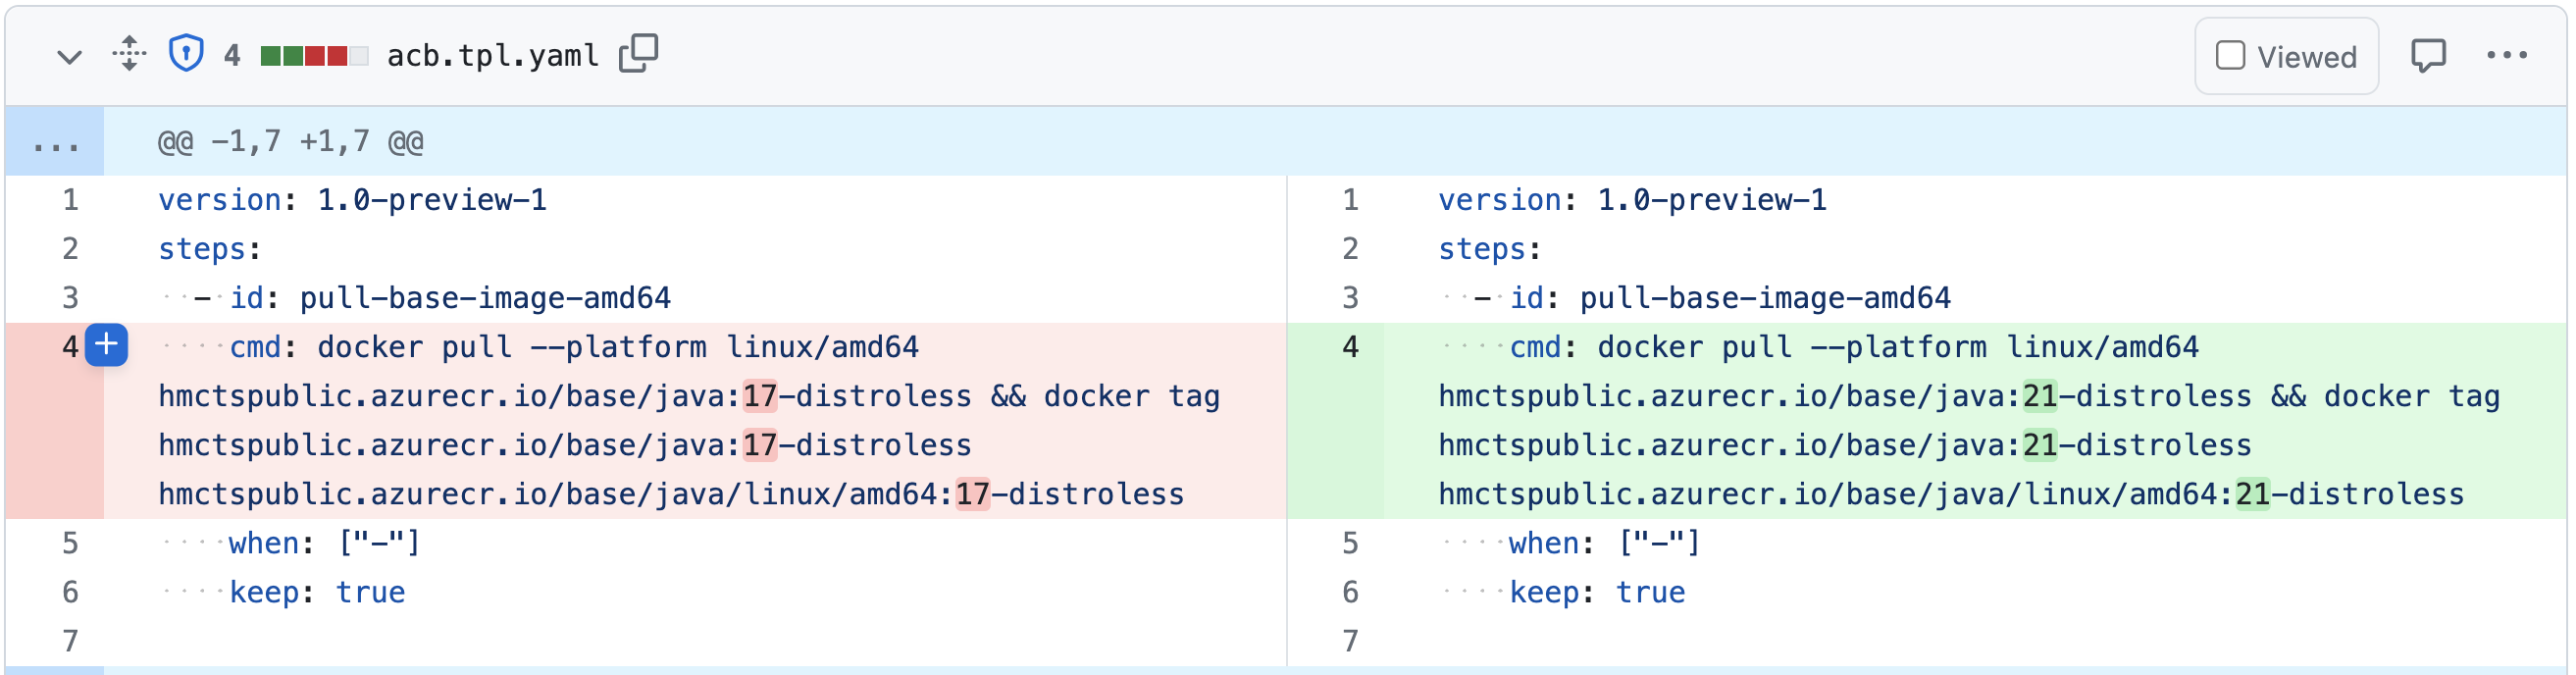 4 acb.tpl.yaml Viewed
... @@ -1,7 +1,7 @@
1 version: 1.0-preview-1
2 steps:
3   - id: pull-base-image-amd64
4     cmd: docker pull --platform linux/amd64
hmctspublic.azurecr.io/base/java:17-distroless && docker tag
hmctspublic.azurecr.io/base/java:17-distroless
hmctspublic.azurecr.io/base/java/linux/amd64:17-distroless
5     when: ["-"]
6     keep: true
7
1 version: 1.0-preview-1
2 steps:
3   - id: pull-base-image-amd64
4     cmd: docker pull --platform linux/amd64
hmctspublic.azurecr.io/base/java:21-distroless && docker tag
hmctspublic.azurecr.io/base/java:21-distroless
hmctspublic.azurecr.io/base/java/linux/amd64:21-distroless
5     when: ["-"]
6     keep: true
7